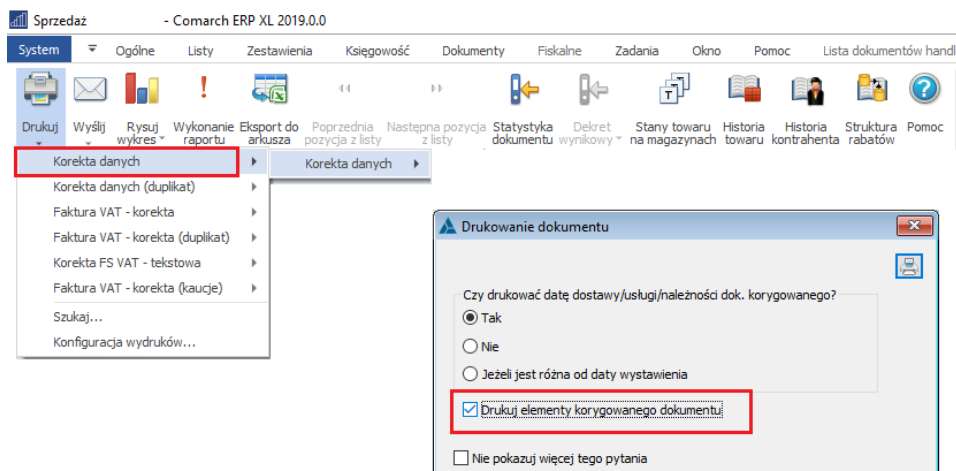 Sprzedaż - Comarch ERP XL 2019.0.0
System Ogólne Listy Zestawienia Księgowość Dokumenty Fiskalne Zadania Okno Pomoc Lista dokumentów handl
Drukuj Wyślij Rysuj Wykonanie Eksport do Poprzednia Następna pozycja Statystyka Dekret Stany towaru Historia Historia Struktura Pomoc
wykres raportu arkusza pozycja z listy z listy dokumentu wynikowy na magazynach towaru kontrahenta rabatów
Korekta danych Korekta danych
Korekta danych (duplikat)
Faktura VAT - korekta
Faktura VAT - korekta (duplikat)
Korekta FS VAT - tekstowa
Faktura VAT - korekta (kaucje)
Szukaj...
Konfiguracja wydruków...
Drukowanie dokumentu
Czy drukować datę dostawy/usługi/należności dok. korygowanego?
Tak
Nie
Jeżeli jest różna od daty wystawienia
Drukuj elementy korygowanego dokumentu
Nie pokazuj więcej tego pytania